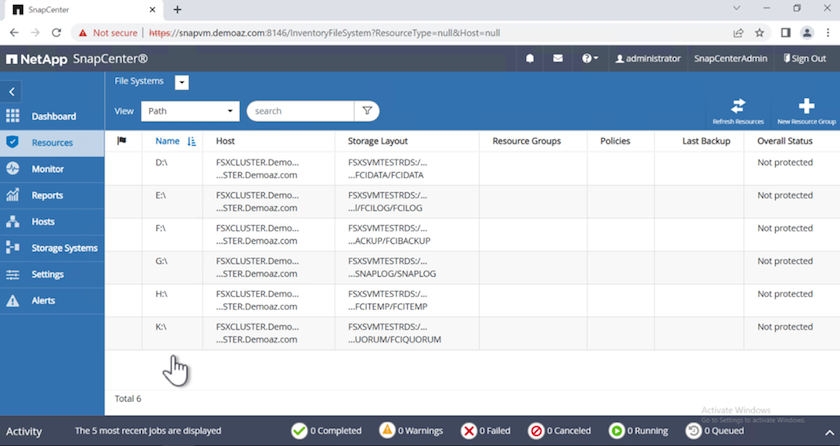 SnapCenter
Not secure https://snapvm.demoaz.com:8146/InventoryFileSystem?ResourceType=null&Host=null
NetApp SnapCenter® administrator SnapCenterAdmin Sign Out
File Systems
View Path search
Refresh Resources New Resource Group
Dashboard
Resources
Monitor
Reports
Hosts
Storage Systems
Settings
Alerts
Name Host Storage Layout Resource Groups Policies Last Backup Overall Status
D:\ FSXCLUSTER.Demo... FSXSVMTESTRDS:/... Not protected
...STER.Demoaz.com ...FCIDATA/FCIDATA
E:\ FSXCLUSTER.Demo... FSXSVMTESTRDS:/... Not protected
...STER.Demoaz.com ...I/FCILOG/FCILOG
F:\ FSXCLUSTER.Demo... FSXSVMTESTRDS:/... Not protected
...STER.Demoaz.com ...ACKUP/FCIBACKUP
G:\ FSXCLUSTER.Demo... FSXSVMTESTRDS:/... Not protected
...STER.Demoaz.com ...SNAPLOG/SNAPLOG
H:\ FSXCLUSTER.Demo... FSXSVMTESTRDS:/... Not protected
...STER.Demoaz.com ...FCITEMP/FCITEMP
K:\ FSXCLUSTER.Demo... FSXSVMTESTRDS:/... Not protected
...STER.Demoaz.com ...UORUM/FCIQUORUM
Total 6
Activate Windows
Go to Settings to activate Windows.
Activity The 5 most recent jobs are displayed 0 Completed 0 Warnings 0 Failed 0 Canceled 0 Running 0 Queued